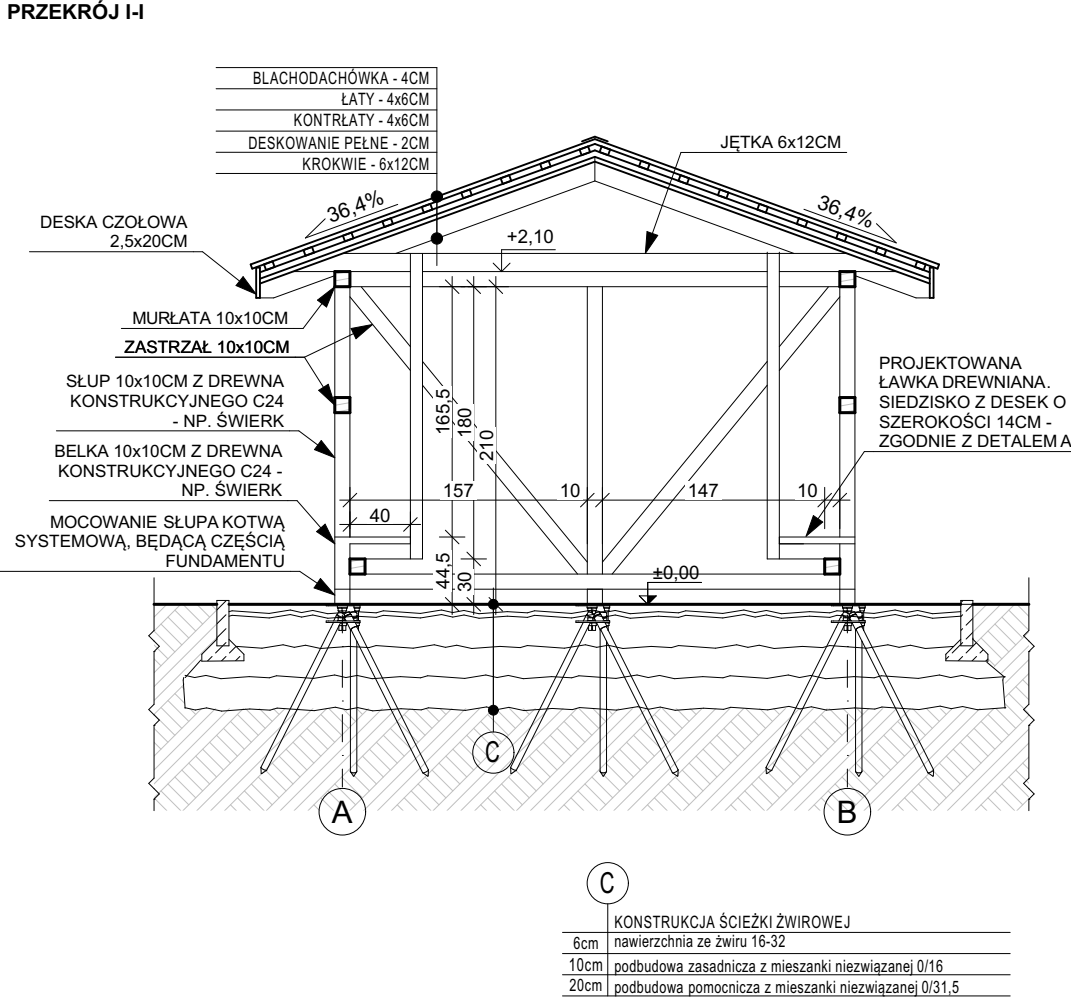 PRZEKRÓJ I-I
BLACHODACHÓWKA - 4CM
ŁATY - 4x6CM
KONTRŁATY - 4x6CM
DESKOWANIE PEŁNE - 2CM
KROKWIE - 6x12CM
JĘTKA 6x12CM
36,4%
36,4%
DESKA CZOŁOWA
2,5x20CM
+2,10
MURŁATA 10x10CM
ZASTRZAŁ 10x10CM
SŁUP 10x10CM Z DREWNA
KONSTRUKCYJNEGO C24
- NP. ŚWIERK
BELKA 10x10CM Z DREWNA
KONSTRUKCYJNEGO C24 -
NP. ŚWIERK
MOCOWANIE SŁUPA KOTWĄ
SYSTEMOWĄ, BĘDĄCĄ CZĘŚCIĄ
FUNDAMENTU
PROJEKTOWANA
ŁAWKA DREWNIANA.
SIEDZISKO Z DESEK O
SZEROKOŚCI 14CM -
ZGODNIE Z DETALEM A
165,5
180
210
157
10
147
10
40
44,5
30
±0,00
C
A
B
C
KONSTRUKCJA ŚCIEŻKI ŻWIROWEJ
6cm nawierzchnia ze żwiru 16-32
10cm podbudowa zasadnicza z mieszanki niezwiązanej 0/16
20cm podbudowa pomocnicza z mieszanki niezwiązanej 0/31,5